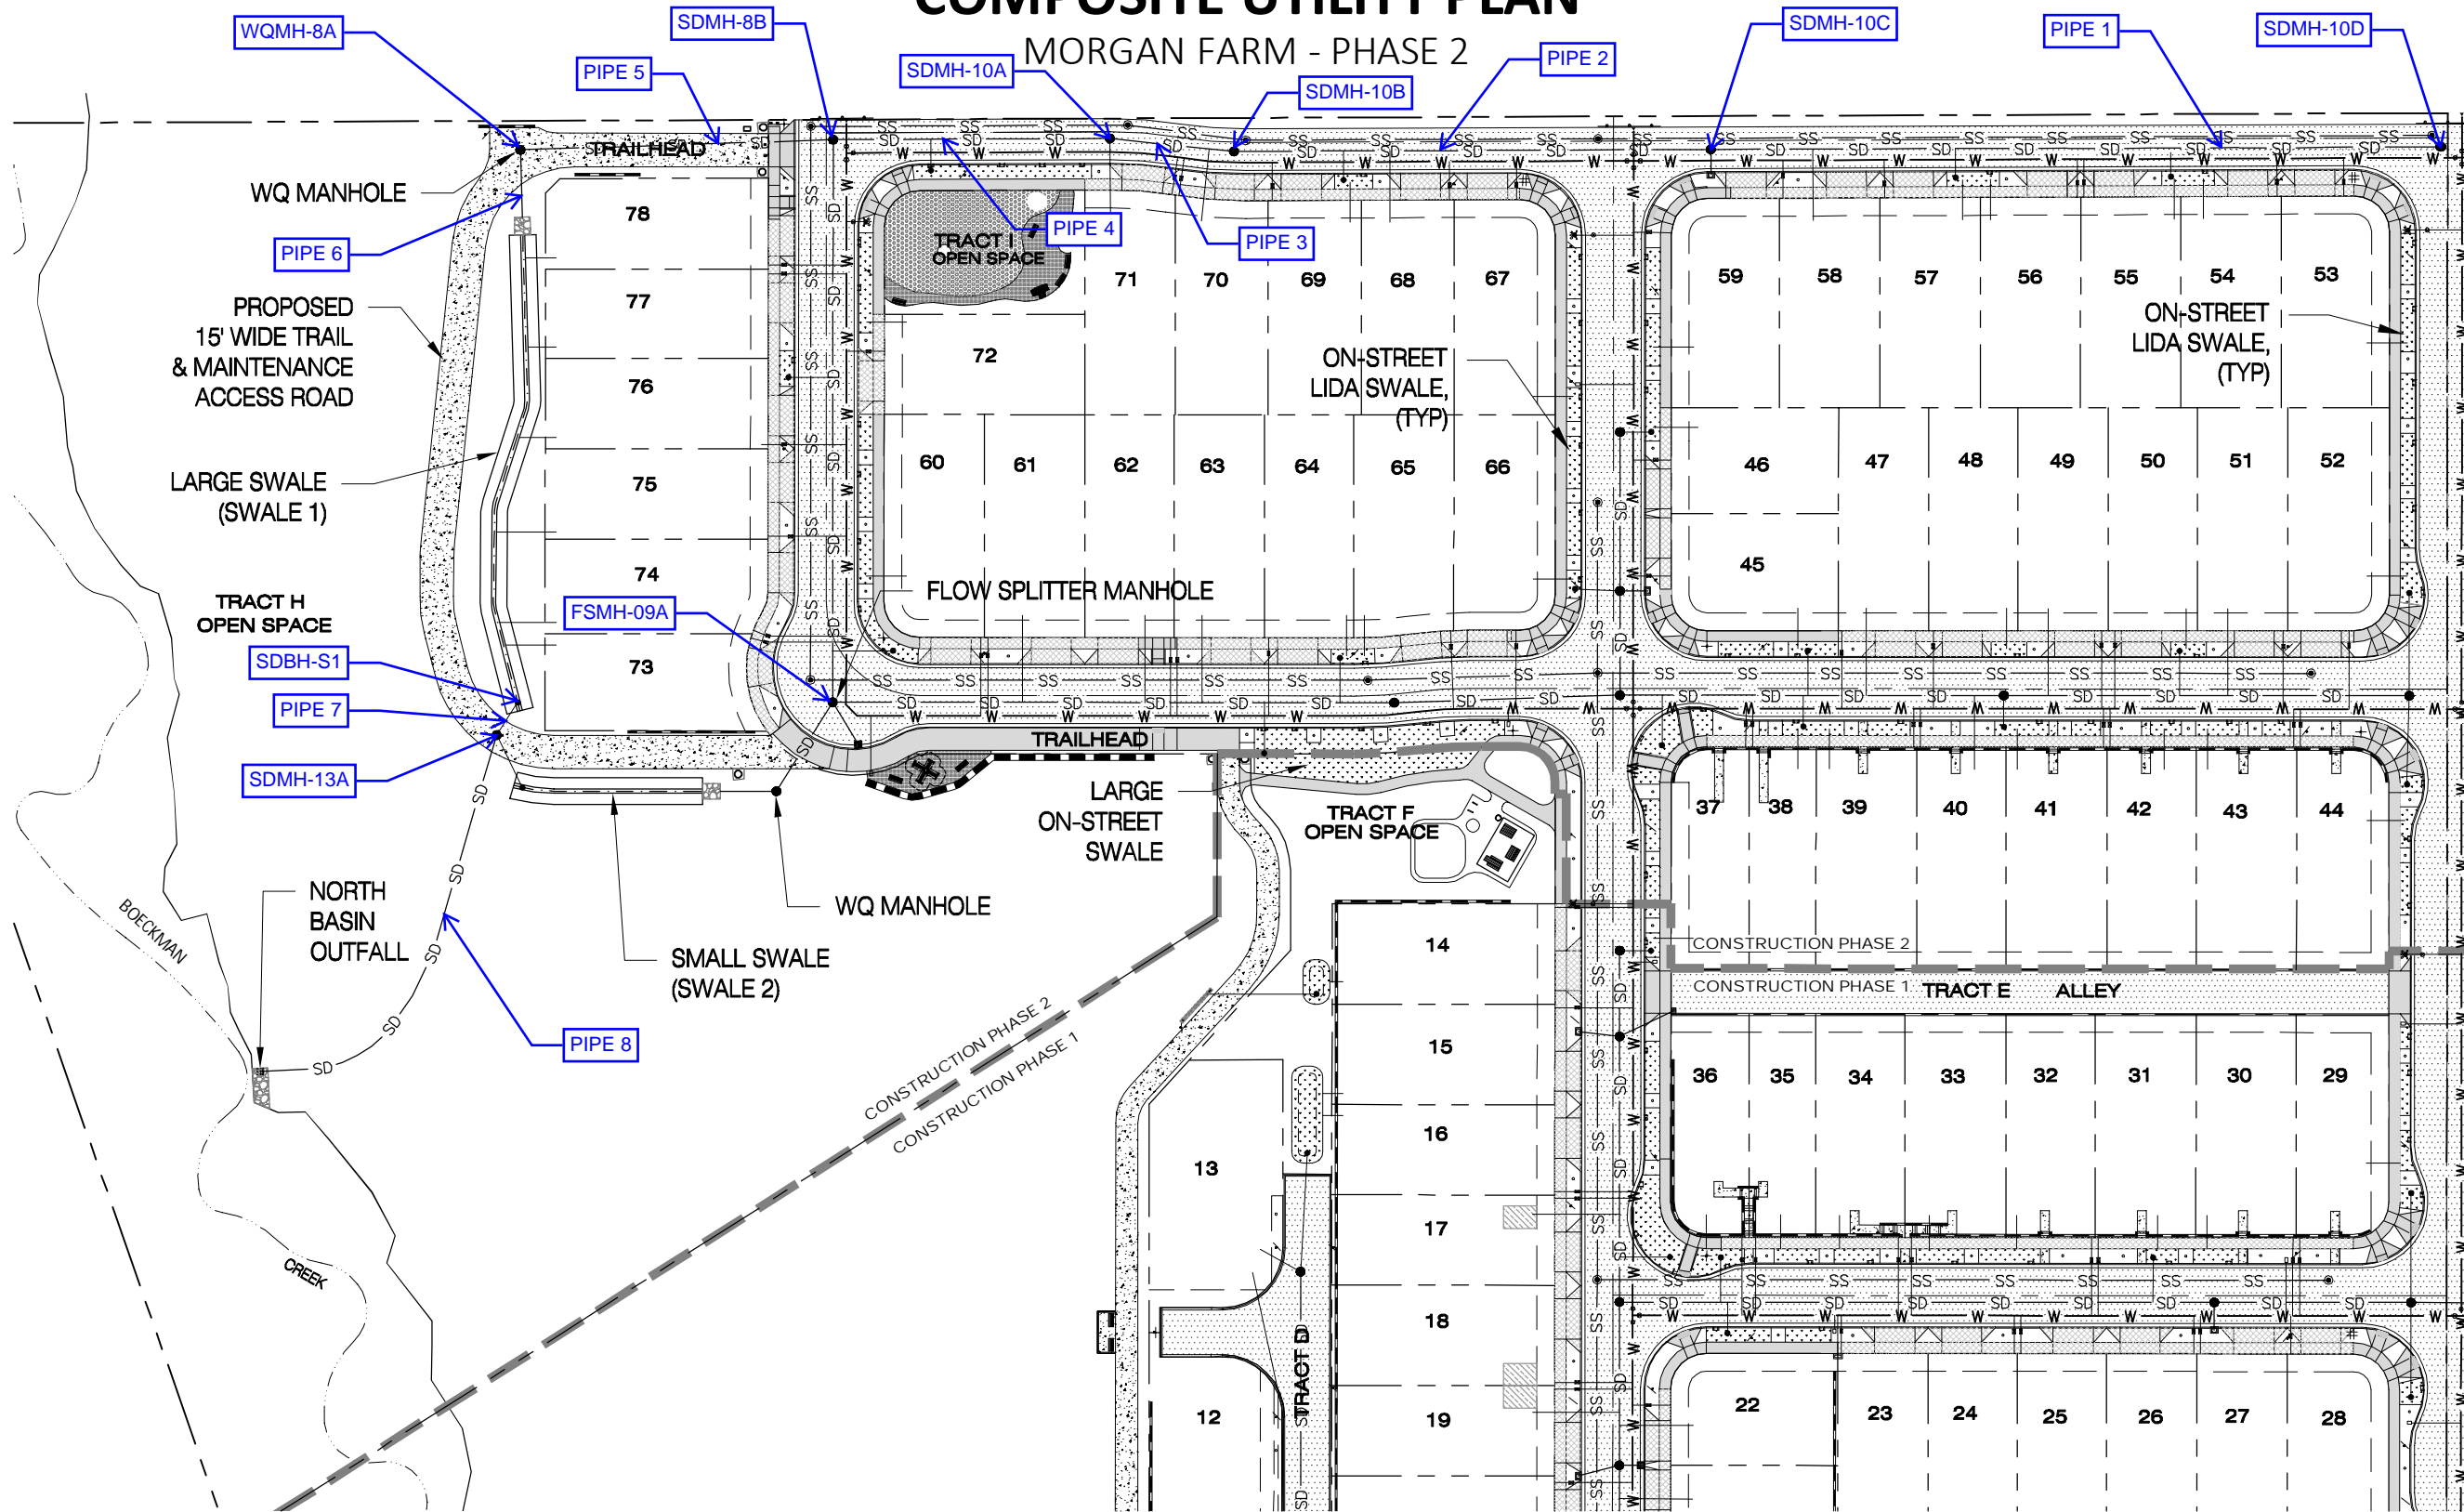 COMPOSITE UTILITY PLAN
MORGAN FARM - PHASE 2
WQMH-8A
SDMH-8B
PIPE 5
SDMH-10A
SDMH-10B
PIPE 2
SDMH-10C
PIPE 1
SDMH-10D
TRAILHEAD
WQ MANHOLE
PIPE 6
PIPE 4
PIPE 3
TRACT I
OPEN SPACE
78
77
76
75
74
73
PROPOSED
15' WIDE TRAIL
& MAINTENANCE
ACCESS ROAD
LARGE SWALE
(SWALE 1)
71
70
69
68
67
72
60
61
62
63
64
65
66
ON-STREET
LIDA SWALE,
(TYP)
59
58
57
56
55
54
53
ON-STREET
LIDA SWALE,
(TYP)
46
47
48
49
50
51
52
45
FLOW SPLITTER MANHOLE
FSMH-09A
TRACT H
OPEN SPACE
SDBH-S1
PIPE 7
SDMH-13A
TRAILHEAD
LARGE
ON-STREET
SWALE
TRACT F
OPEN SPACE
37
38
39
40
41
42
43
44
WQ MANHOLE
SMALL SWALE
(SWALE 2)
NORTH
BASIN
OUTFALL
BOECKMAN
CREEK
PIPE 8
CONSTRUCTION PHASE 2
CONSTRUCTION PHASE 1
CONSTRUCTION PHASE 2
CONSTRUCTION PHASE 1
TRACT E ALLEY
14
15
16
17
18
19
13
12
TRACT D
36
35
34
33
32
31
30
29
22
23
24
25
26
27
28